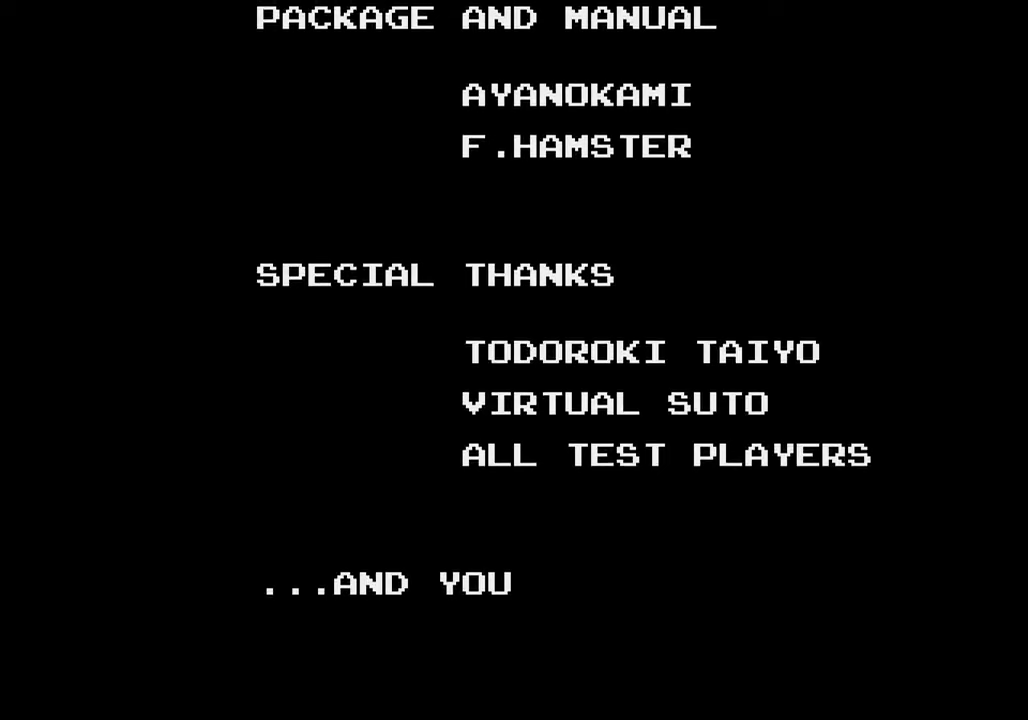 PACKAGE AND MANUAL
AYANOKAMI
F.HAMSTER
SPECIAL THANKS
TODOROKI TAIYO
VIRTUAL SUTO
ALL TEST PLAYERS
...AND YOU